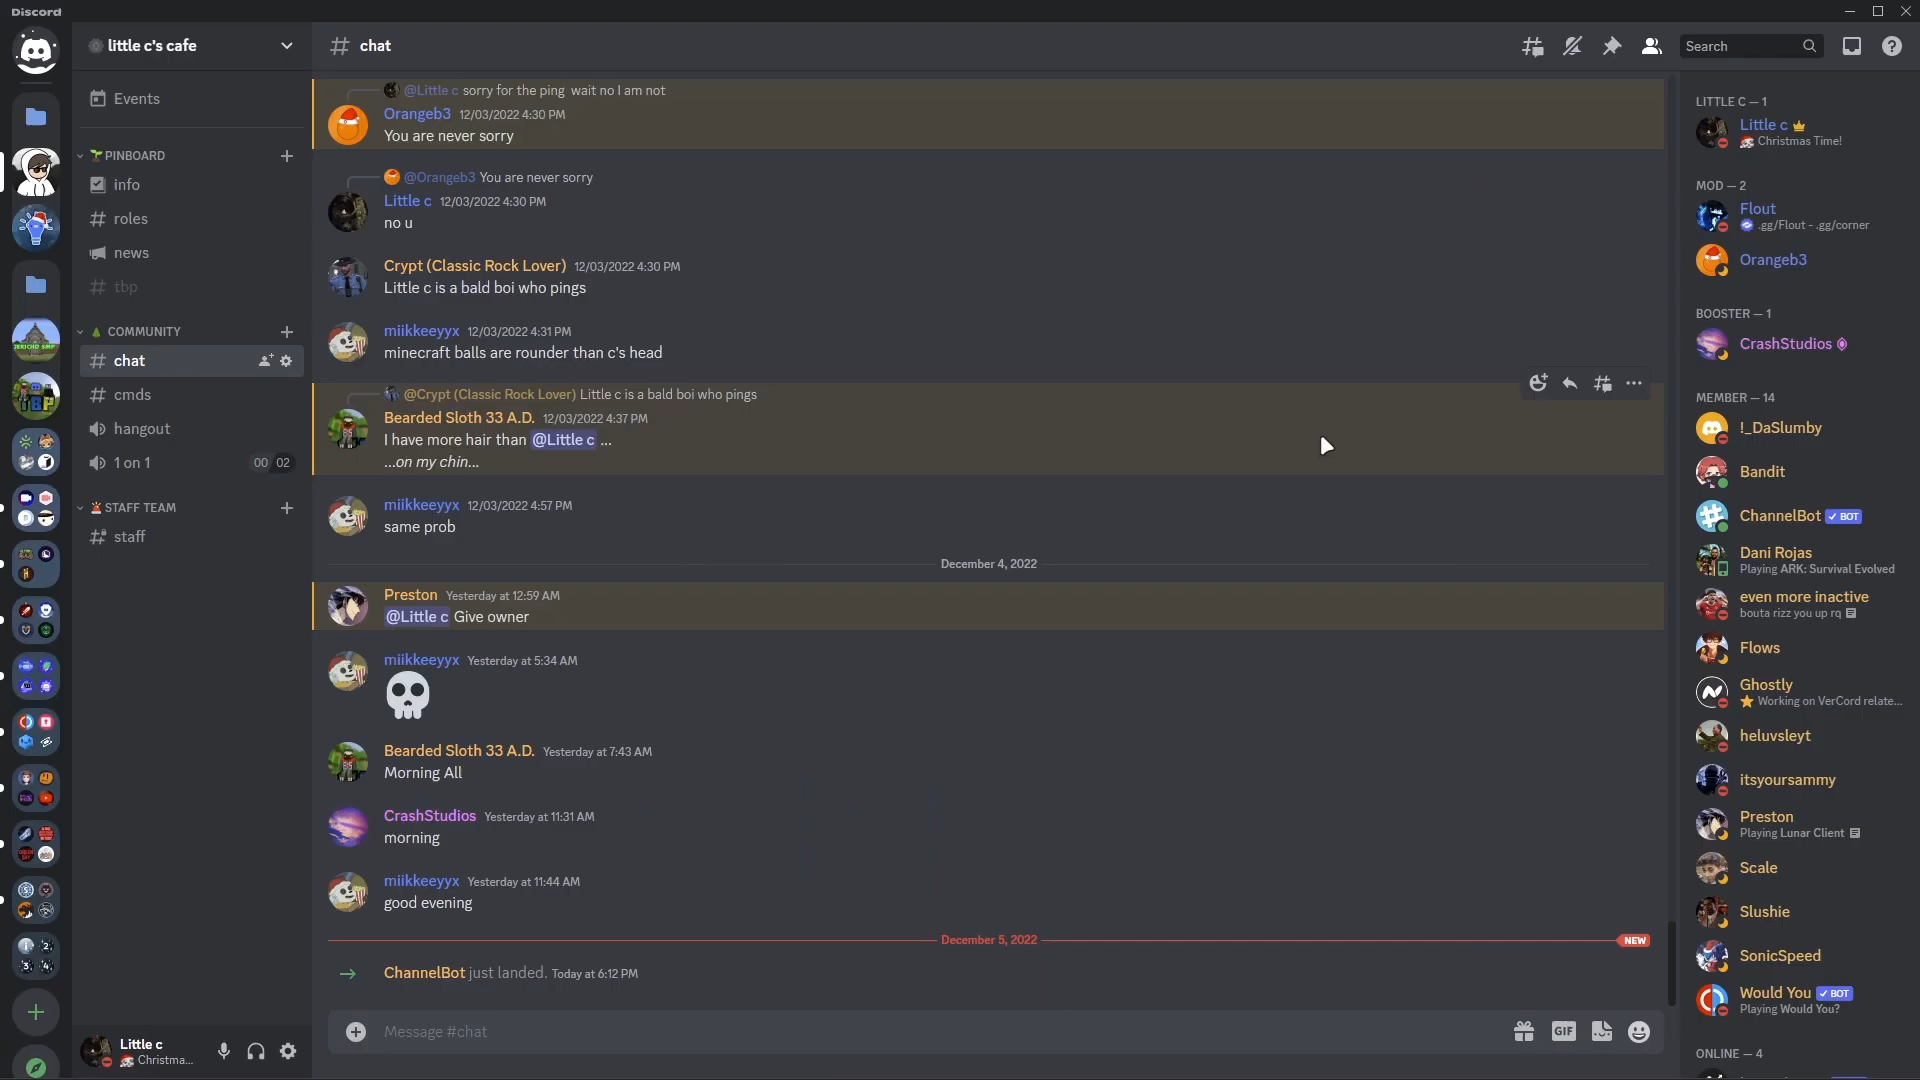 Discord
little c's cafe
Events
PINBOARD
info
roles
news
tbp
COMMUNITY
chat
cmds
hangout
1 on 1
00 02
STAFF TEAM
staff
Little c
Christma...
chat
Search
@Little c sorry for the ping wait no I am not
Orangeb3 12/03/2022 4:30 PM
You are never sorry
@Orangeb3 You are never sorry
Little c 12/03/2022 4:30 PM
no u
Crypt (Classic Rock Lover) 12/03/2022 4:30 PM
Little c is a bald boi who pings
miikkeeyyx 12/03/2022 4:31 PM
minecraft balls are rounder than c's head
@Crypt (Classic Rock Lover) Little c is a bald boi who pings
Bearded Sloth 33 A.D. 12/03/2022 4:37 PM
I have more hair than @Little c ...
...on my chin...
miikkeeyyx 12/03/2022 4:57 PM
same prob
December 4, 2022
Preston Yesterday at 12:59 AM
@Little c Give owner
miikkeeyyx Yesterday at 5:34 AM
Bearded Sloth 33 A.D. Yesterday at 7:43 AM
Morning All
CrashStudios Yesterday at 11:31 AM
morning
miikkeeyyx Yesterday at 11:44 AM
good evening
December 5, 2022
NEW
ChannelBot just landed. Today at 6:12 PM
Message #chat
GIF
LITTLE C — 1
Little c
Christmas Time!
MOD — 2
Flout
.gg/Flout - .gg/corner
Orangeb3
BOOSTER — 1
CrashStudios
MEMBER — 14
!_DaSlumby
Bandit
ChannelBot ✓ BOT
Dani Rojas
Playing ARK: Survival Evolved
even more inactive
bouta rizz you up rq
Flows
Ghostly
Working on VerCord relate...
heluvsleyt
itsyoursammy
Preston
Playing Lunar Client
Scale
Slushie
SonicSpeed
Would You ✓ BOT
Playing Would You?
ONLINE — 4